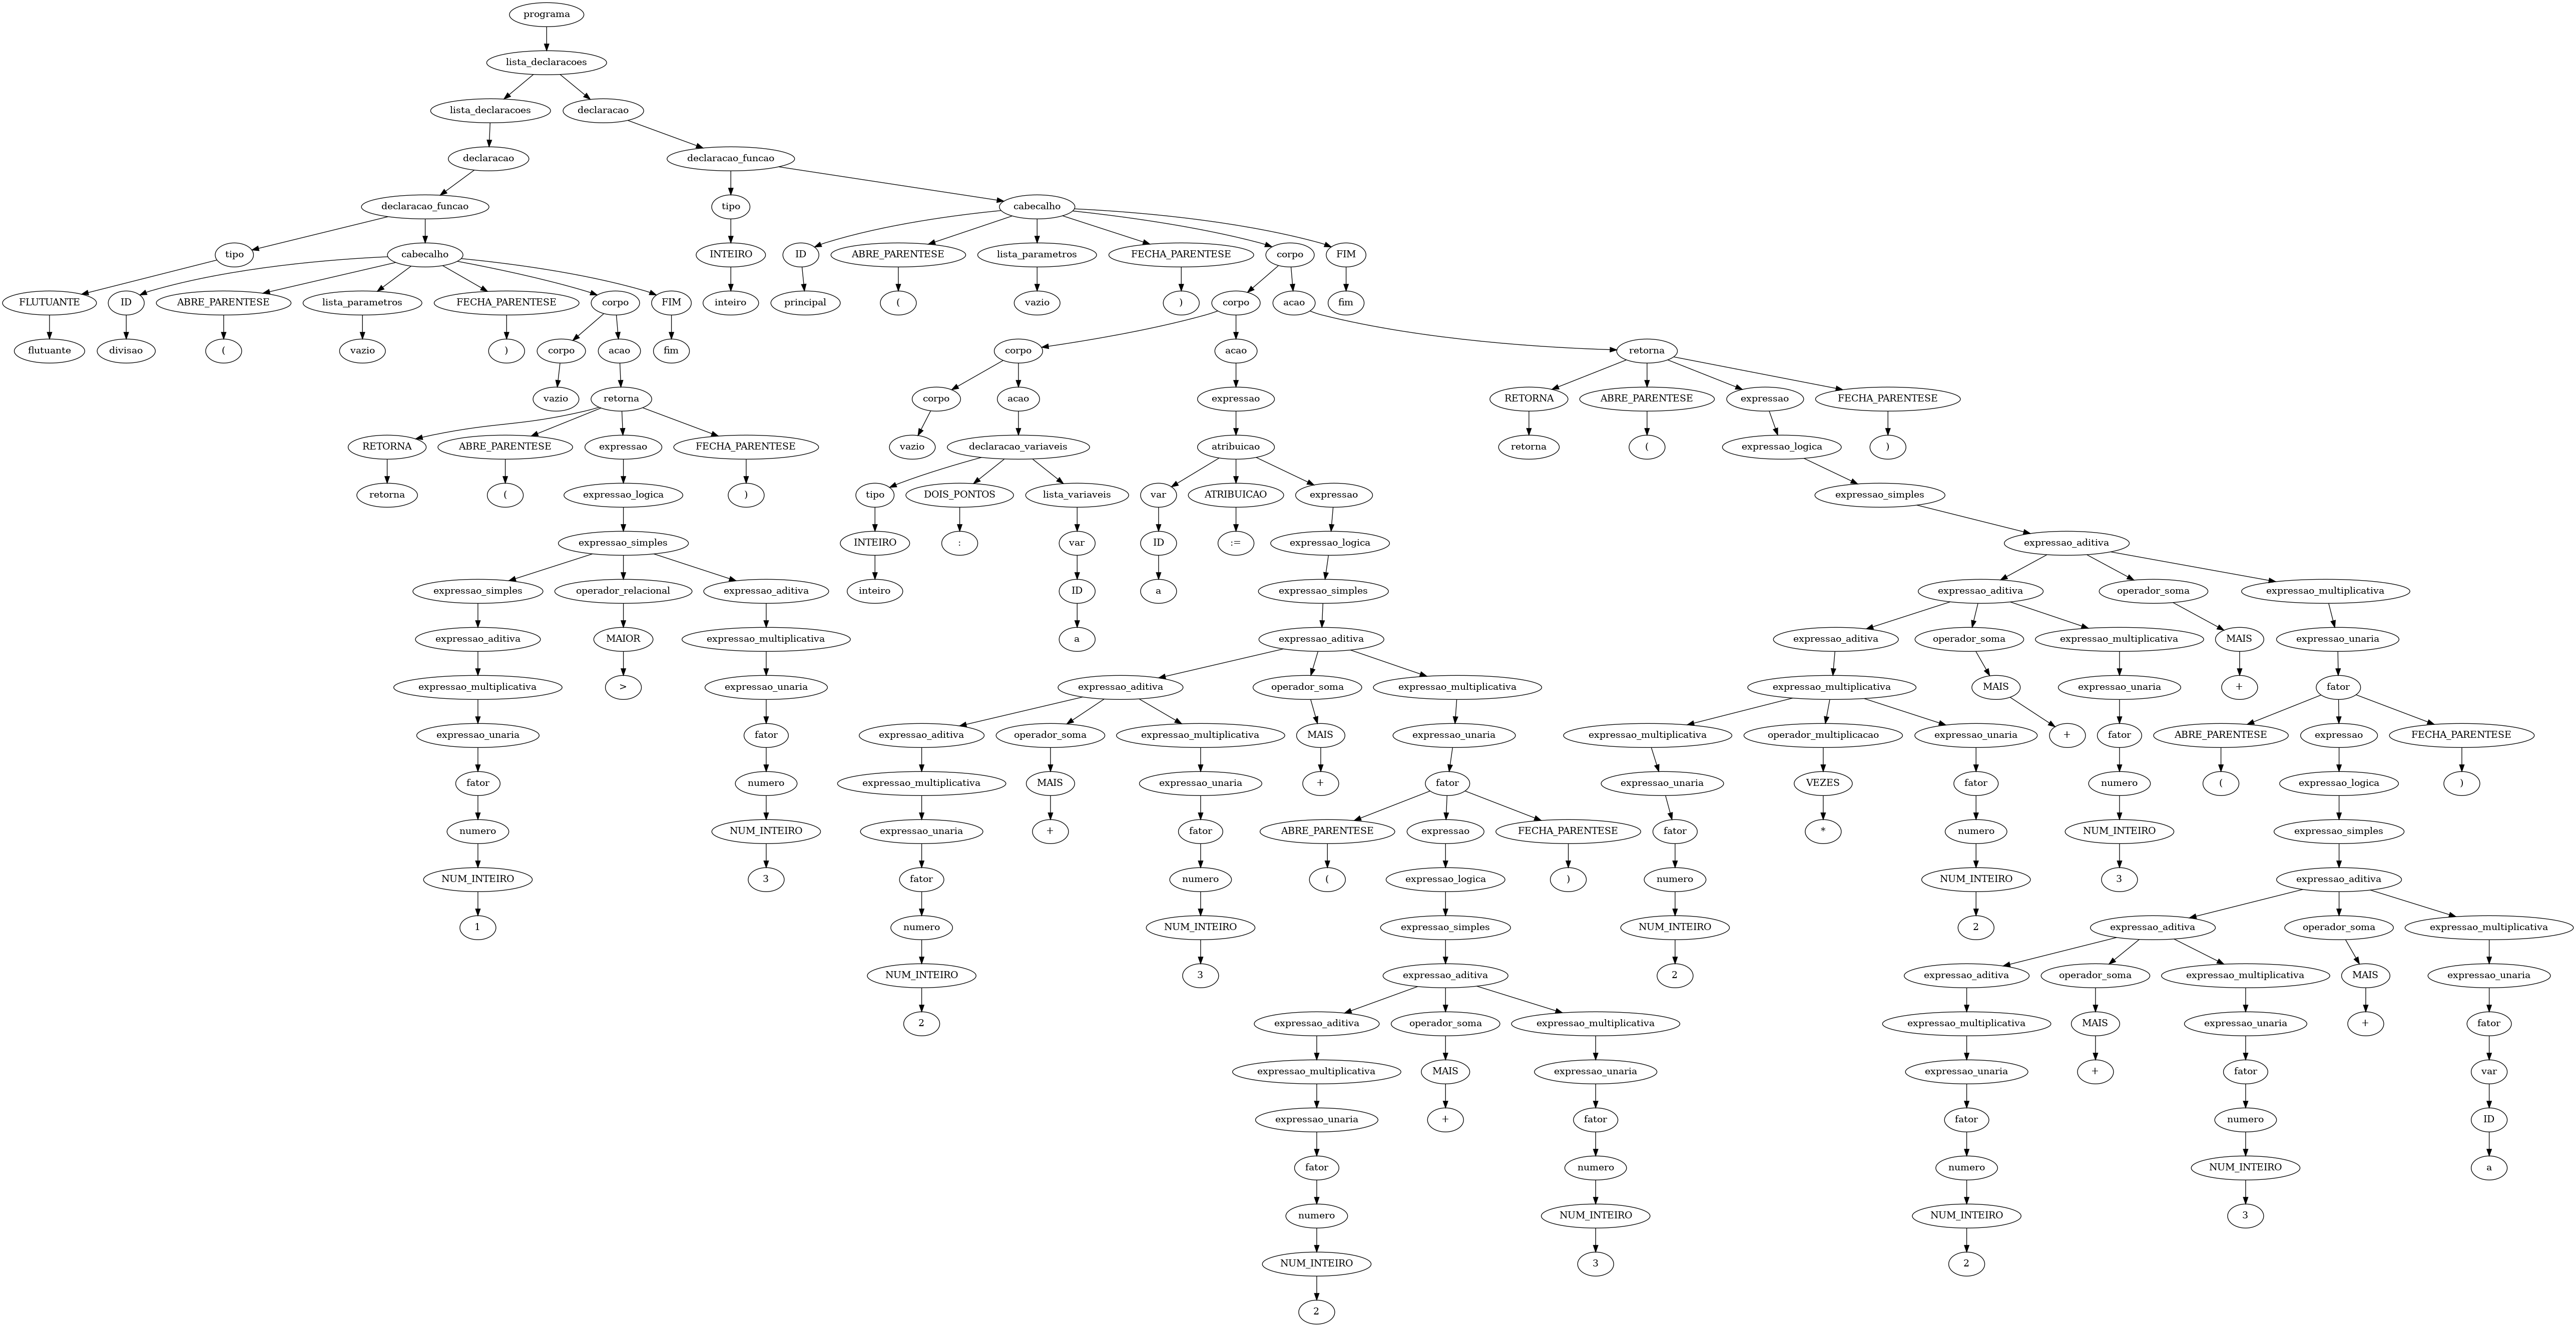 programa
lista_declaracoes
lista_declaracoes declaracao
declaracao declaracao_funcao
declaracao_funcao tipo cabecalho
tipo cabecalho INTEIRO ID ABRE_PARENTESE lista_parametros FECHA_PARENTESE corpo FIM
FLUTUANTE ID ABRE_PARENTESE lista_parametros FECHA_PARENTESE corpo FIM inteiro principal ( vazio ) corpo acao fim
flutuante divisao ( vazio ) corpo acao fim corpo acao retorna
vazio retorna corpo acao expressao RETORNA ABRE_PARENTESE expressao FECHA_PARENTESE
RETORNA ABRE_PARENTESE expressao FECHA_PARENTESE vazio declaracao_variaveis atribuicao retorna ( expressao_logica )
retorna ( expressao_logica ) tipo DOIS_PONTOS lista_variaveis var ATRIBUICAO expressao expressao_simples
expressao_simples INTEIRO : var ID := expressao_logica expressao_aditiva
expressao_simples operador_relacional expressao_aditiva inteiro ID a expressao_simples expressao_aditiva operador_soma expressao_multiplicativa
expressao_aditiva MAIOR expressao_multiplicativa a expressao_aditiva expressao_aditiva operador_soma expressao_multiplicativa MAIS expressao_unaria
expressao_multiplicativa > expressao_unaria expressao_aditiva operador_soma expressao_multiplicativa expressao_multiplicativa MAIS expressao_unaria + fator
expressao_unaria fator expressao_aditiva operador_soma expressao_multiplicativa MAIS expressao_unaria expressao_multiplicativa operador_multiplicacao expressao_unaria + fator ABRE_PARENTESE expressao FECHA_PARENTESE
fator numero expressao_multiplicativa MAIS expressao_unaria + fator expressao_unaria VEZES fator numero ( expressao_logica )
numero NUM_INTEIRO expressao_unaria + fator ABRE_PARENTESE expressao FECHA_PARENTESE fator * numero NUM_INTEIRO expressao_simples
NUM_INTEIRO 3 fator numero ( expressao_logica ) numero NUM_INTEIRO 3 expressao_aditiva
1 numero NUM_INTEIRO expressao_simples NUM_INTEIRO 2 expressao_aditiva operador_soma expressao_multiplicativa
NUM_INTEIRO 3 expressao_aditiva 2 expressao_aditiva operador_soma expressao_multiplicativa MAIS expressao_unaria
2 expressao_aditiva operador_soma expressao_multiplicativa expressao_multiplicativa MAIS expressao_unaria + fator
expressao_multiplicativa MAIS expressao_unaria expressao_unaria + fator var
expressao_unaria + fator fator numero ID
fator numero numero NUM_INTEIRO a
numero NUM_INTEIRO NUM_INTEIRO 3
NUM_INTEIRO 3 2
2